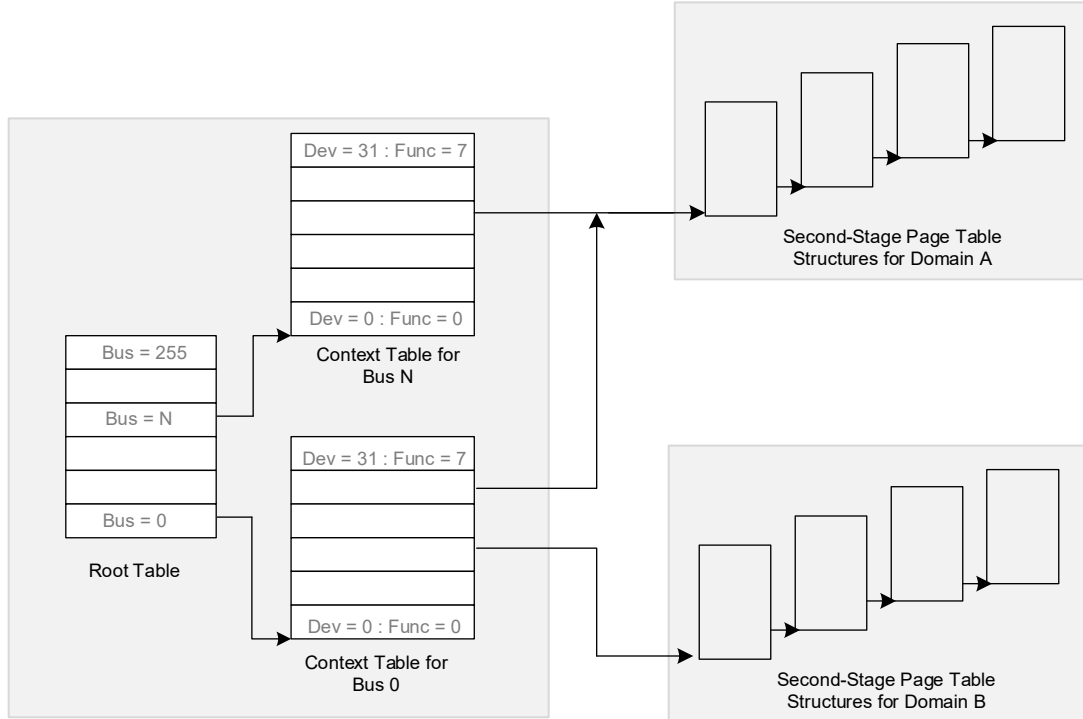 Dev = 31 : Func = 7
Dev = 0 : Func = 0
Context Table for
Bus N
Bus = 255
Bus = N
Bus = 0
Root Table
Dev = 31 : Func = 7
Dev = 0 : Func = 0
Context Table for
Bus 0
Second-Stage Page Table
Structures for Domain A
Second-Stage Page Table
Structures for Domain B